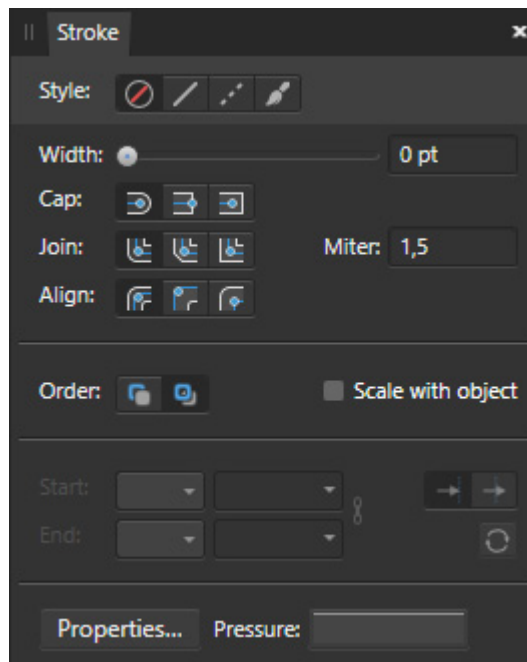 Stroke
Style:
Width: 0 pt
Cap:
Join: Miter: 1,5
Align:
Order: Scale with object
Start:
End:
Properties... Pressure: